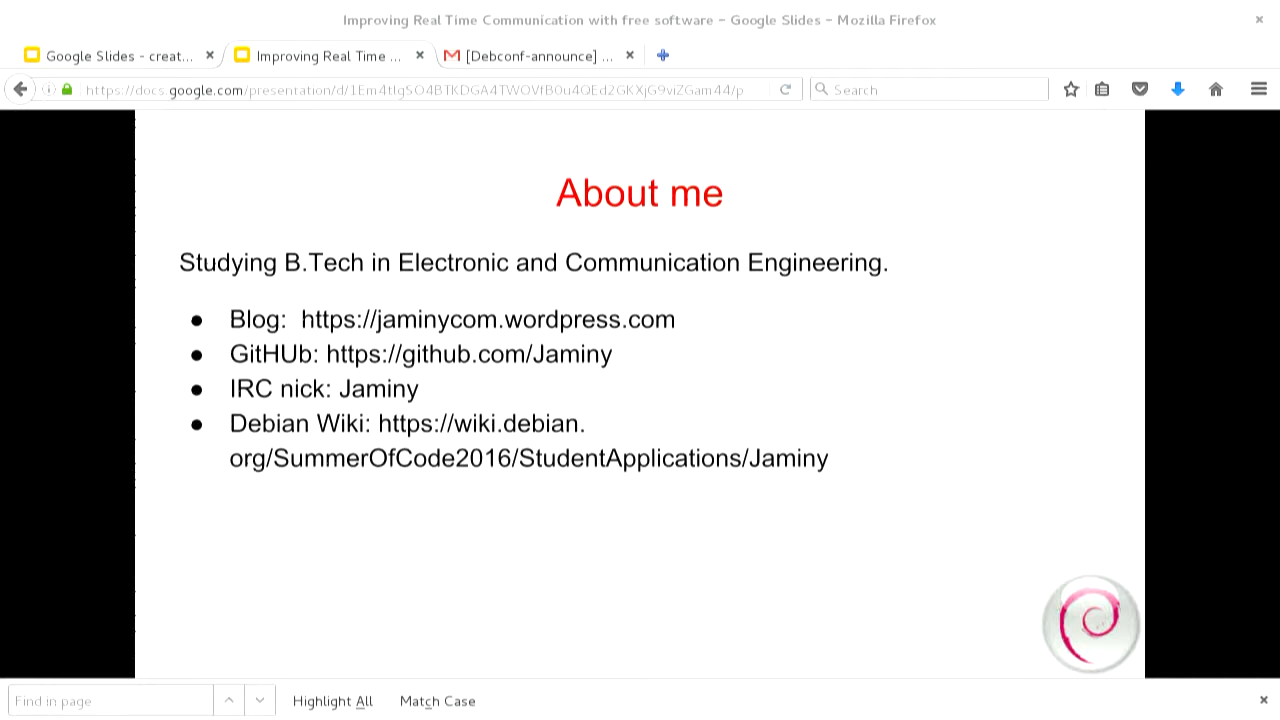 Improving Real Time Communication with free software – Google Slides – Mozilla Firefox
Google Slides - creat...
Improving Real Time ...
[Debconf-announce] ...
https://docs.google.com/presentation/d/
Search
About me
Studying B.Tech in Electronic and Communication Engineering.
● Blog:  https://jaminycom.wordpress.com
● GitHUb: https://github.com/Jaminy
● IRC nick: Jaminy
● Debian Wiki: https://wiki.debian.
org/SummerOfCode2016/StudentApplications/Jaminy
Find in page
Highlight All
Match Case